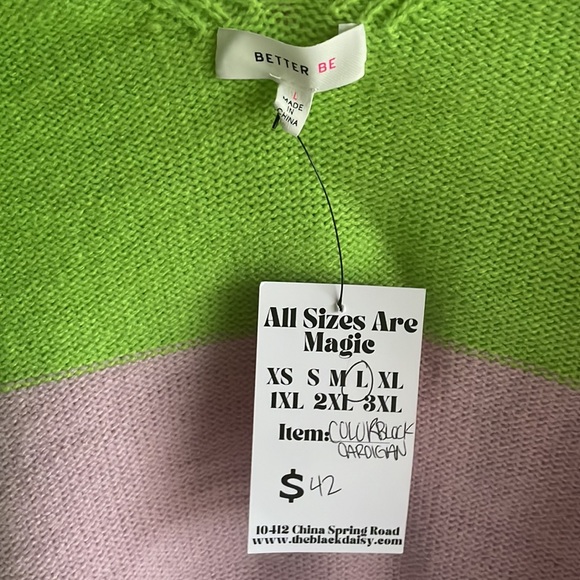 BETTER BE
L
MADE
IN
CHINA
All Sizes Are
Magic
XS S M L XL
1XL 2XL 3XL
Item: COLORBLOCK
CARDIGIAN
$ 42
10412 China Spring Road
www.theblackdaisy.com